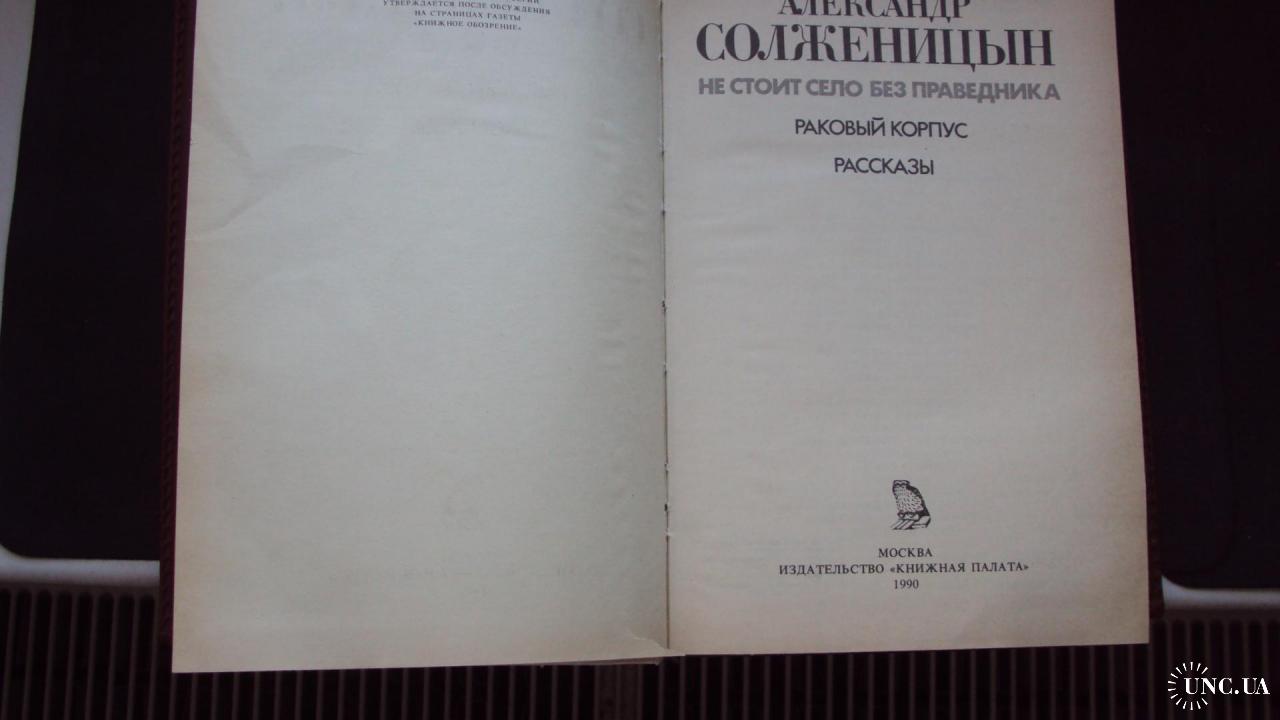 УТВЕРЖДАЕТСЯ ПОСЛЕ ОБСУЖДЕНИЯ
НА СТРАНИЦАХ ГАЗЕТЫ
«КНИЖНОЕ ОБОЗРЕНИЕ»
АЛЕКСАНДР
СОЛЖЕНИЦЫН
НЕ СТОИТ СЕЛО БЕЗ ПРАВЕДНИКА
РАКОВЫЙ КОРПУС
РАССКАЗЫ
МОСКВА
ИЗДАТЕЛЬСТВО «КНИЖНАЯ ПАЛАТА»
1990
UNC.UA